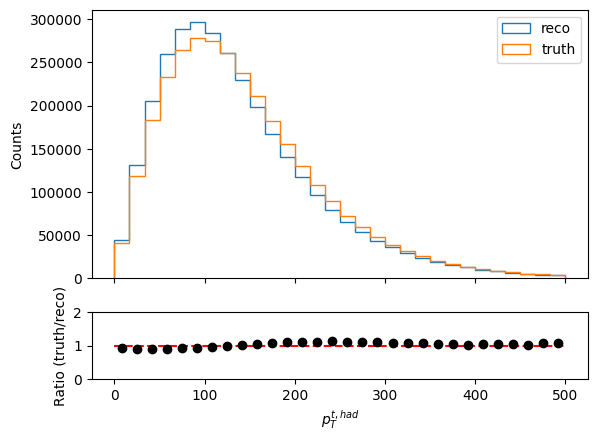 300000
250000
200000
150000
100000
50000
0
Counts
reco
truth
2
1
0
Ratio (truth/reco)
0 100 200 300 400 500
$p_T^{t,had}$